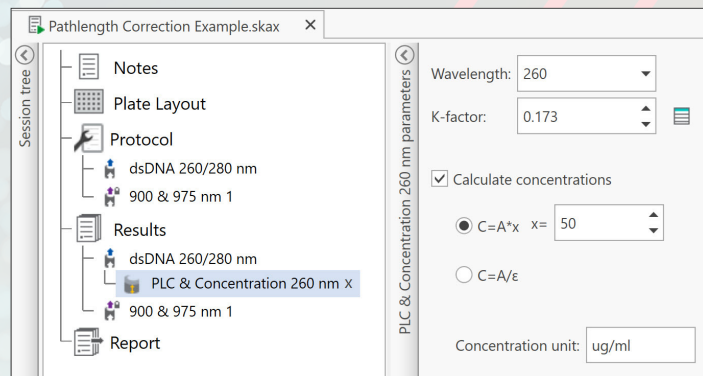 Pathlength Correction Example.skax X
Session tree
Notes
Plate Layout
Protocol
dsDNA 260/280 nm
900 & 975 nm 1
Results
dsDNA 260/280 nm
PLC & Concentration 260 nm x
900 & 975 nm 1
Report
PLC & Concentration 260 nm parameters
Wavelength: 260
K-factor: 0.173
Calculate concentrations
C=A*x x= 50
C=A/ε
Concentration unit: ug/ml